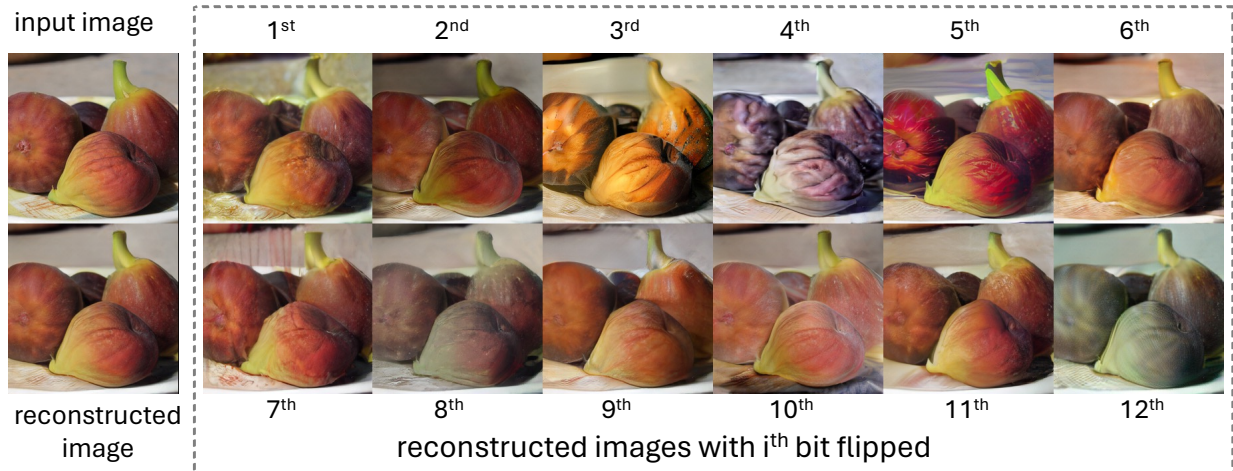 input image
1st 2nd 3rd 4th 5th 6th
7th 8th 9th 10th 11th 12th
reconstructed
image
reconstructed images with ith bit flipped